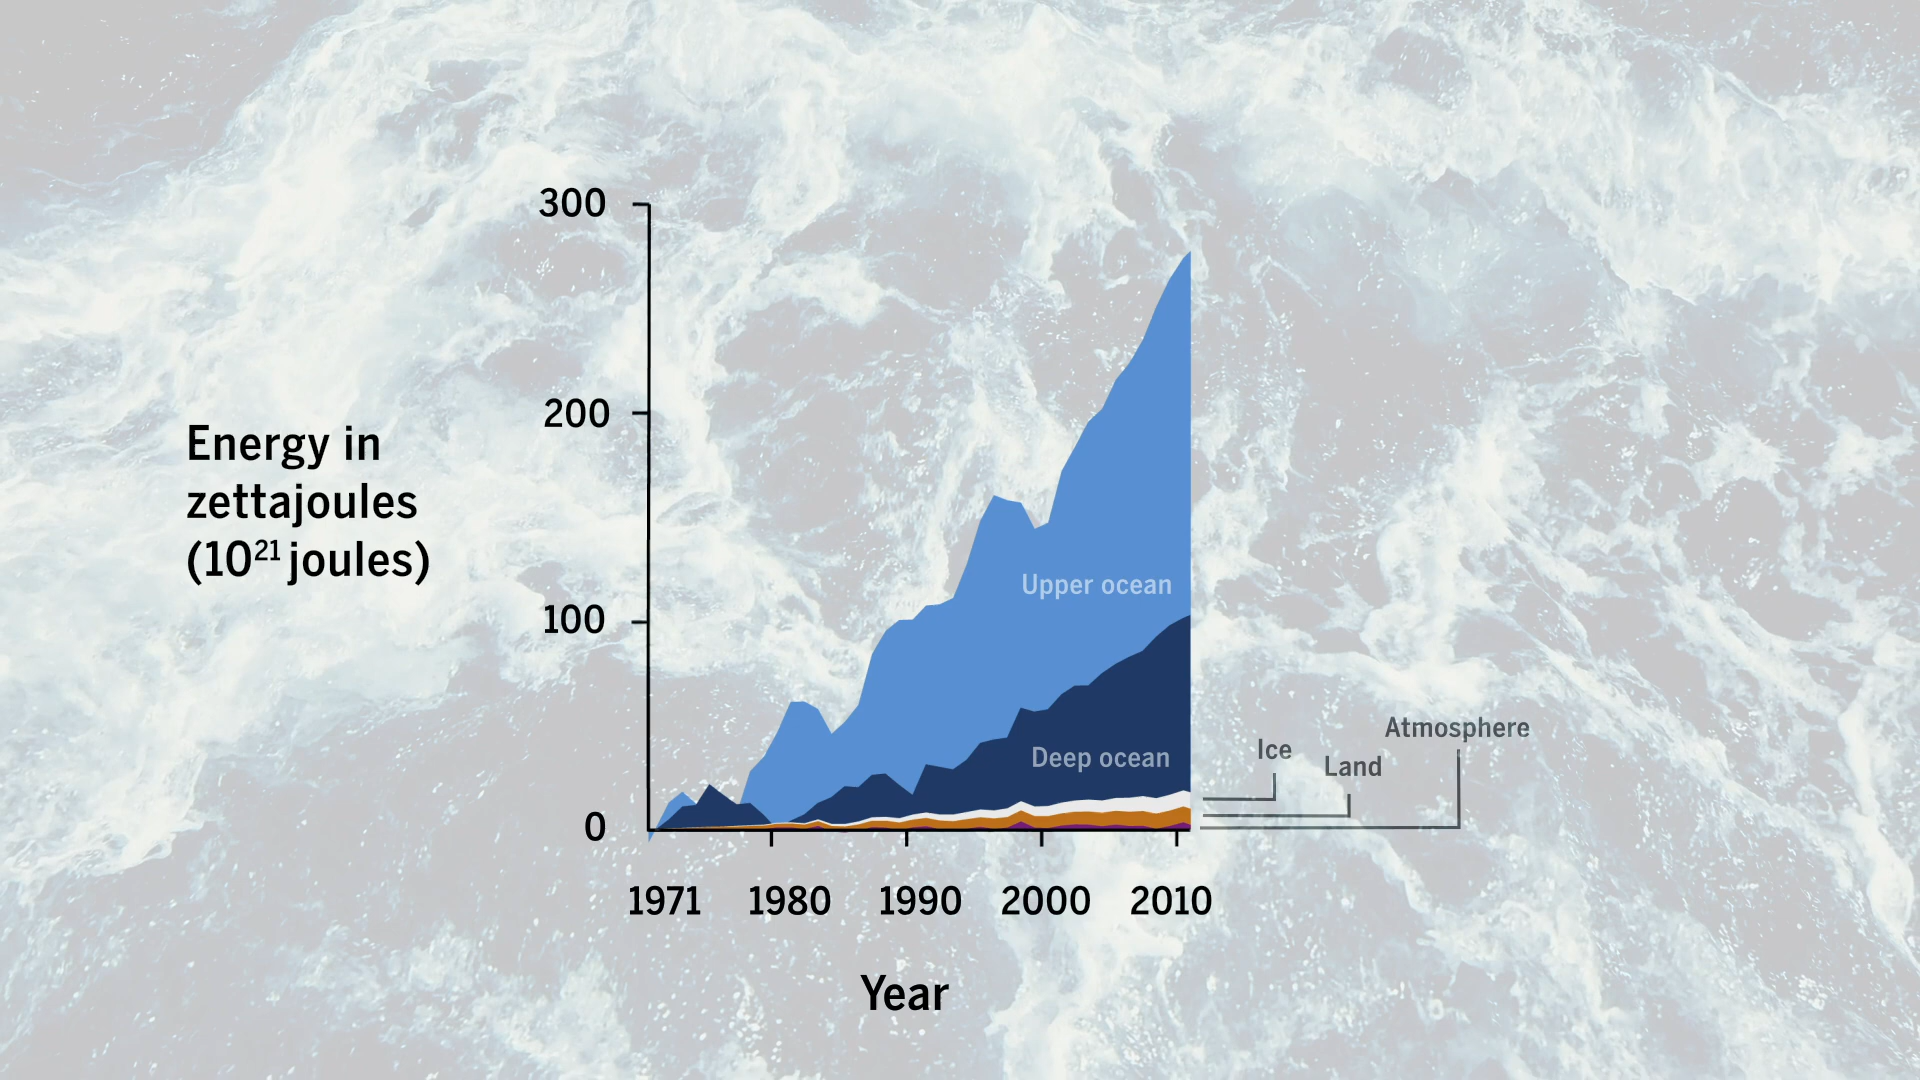 300
200
100
0
Energy in
zettajoules
(10²¹ joules)
Upper ocean
Deep ocean
Ice
Land
Atmosphere
1971 1980 1990 2000 2010
Year